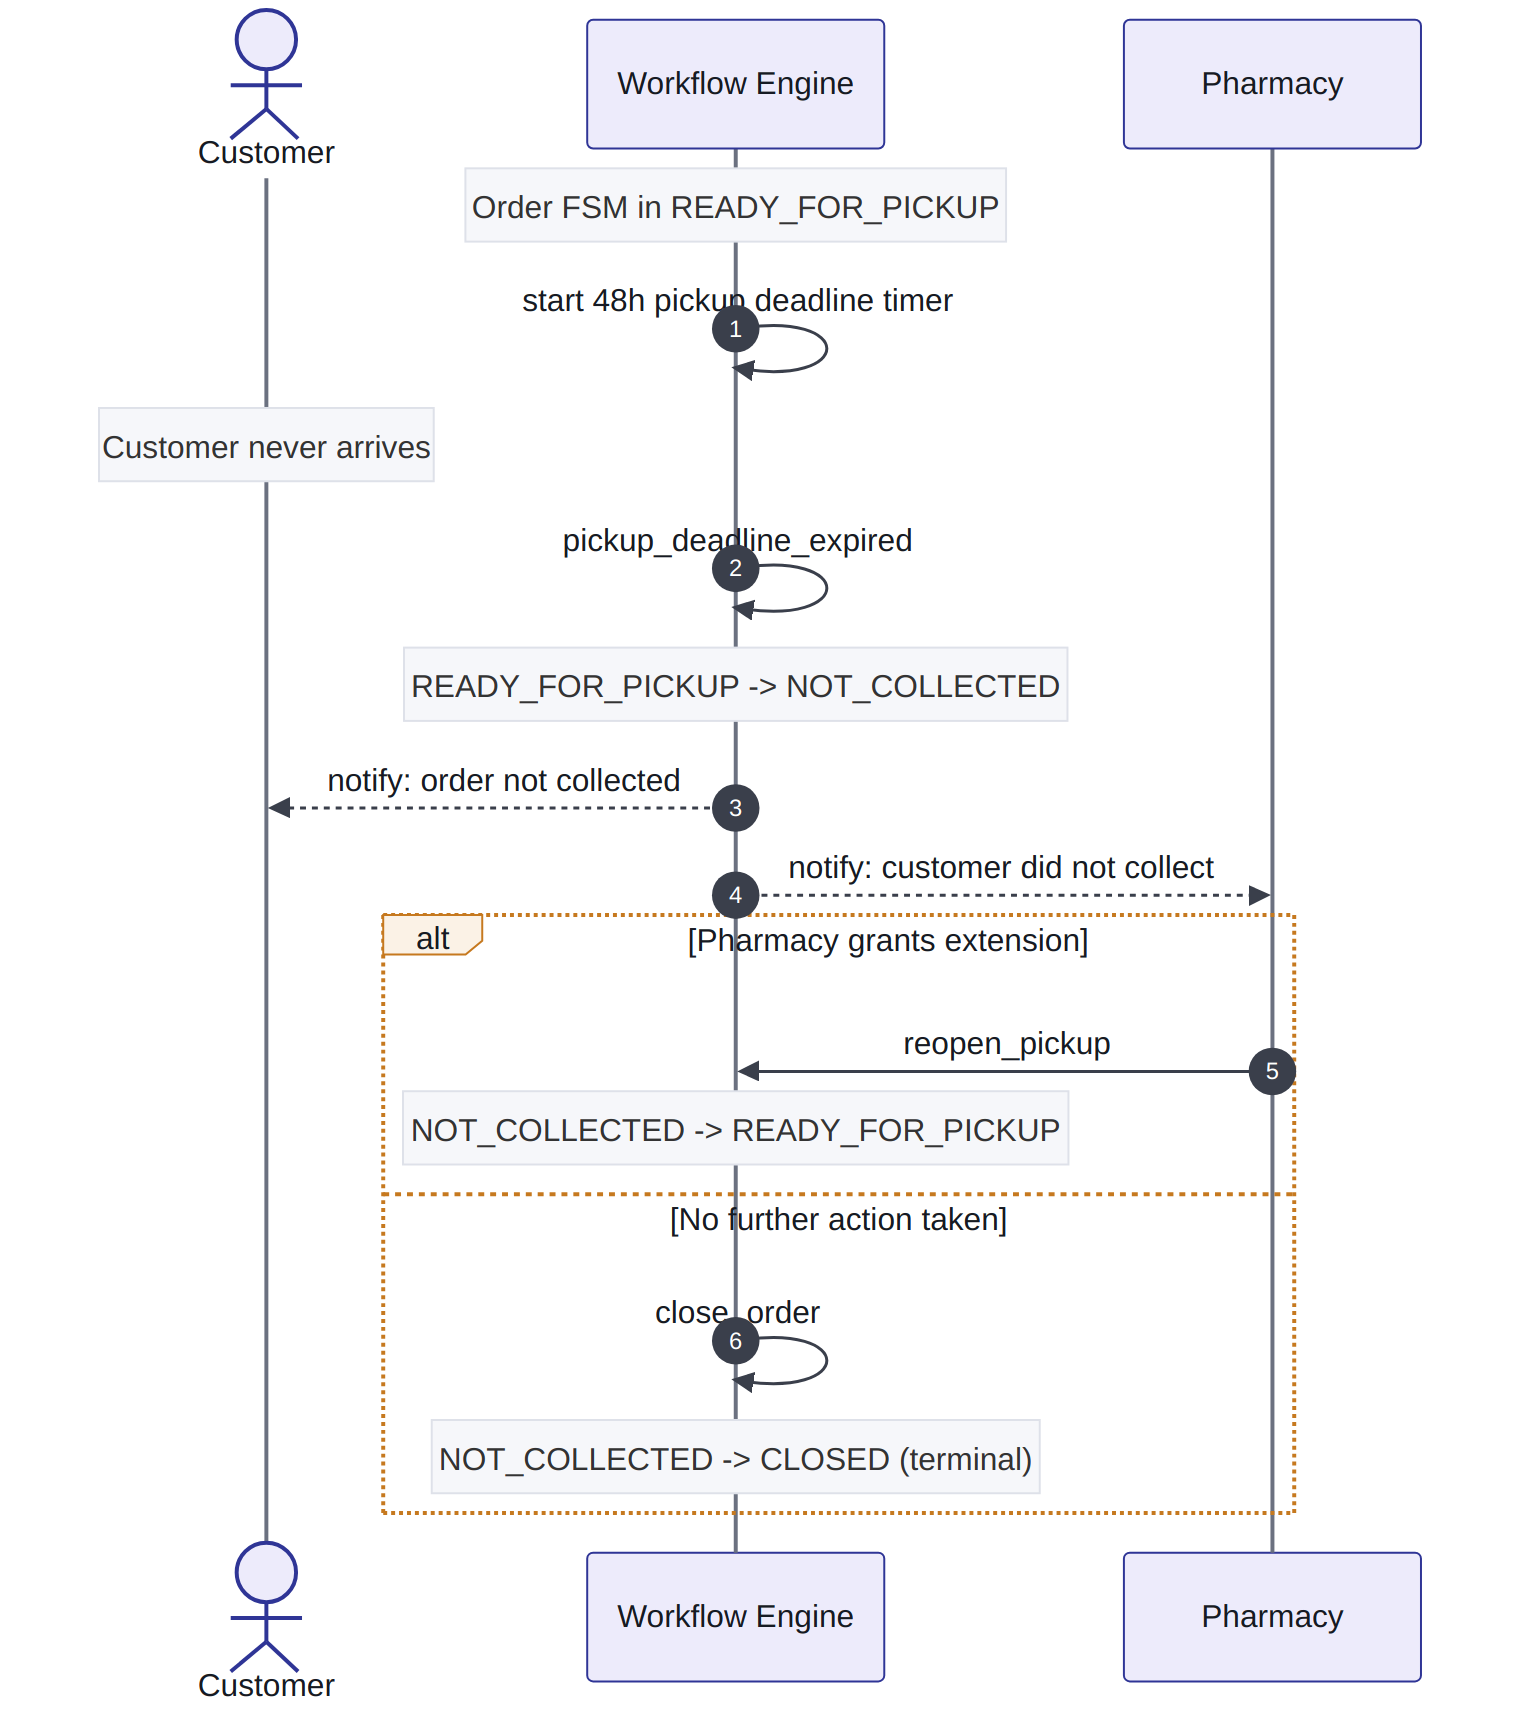 Customer
Workflow Engine
Pharmacy
Order FSM in READY_FOR_PICKUP
start 48h pickup deadline timer
1
Customer never arrives
pickup_deadline_expired
2
READY_FOR_PICKUP -> NOT_COLLECTED
notify: order not collected
3
notify: customer did not collect
4
alt
[Pharmacy grants extension]
reopen_pickup
5
NOT_COLLECTED -> READY_FOR_PICKUP
[No further action taken]
close_order
6
NOT_COLLECTED -> CLOSED (terminal)
Customer
Workflow Engine
Pharmacy